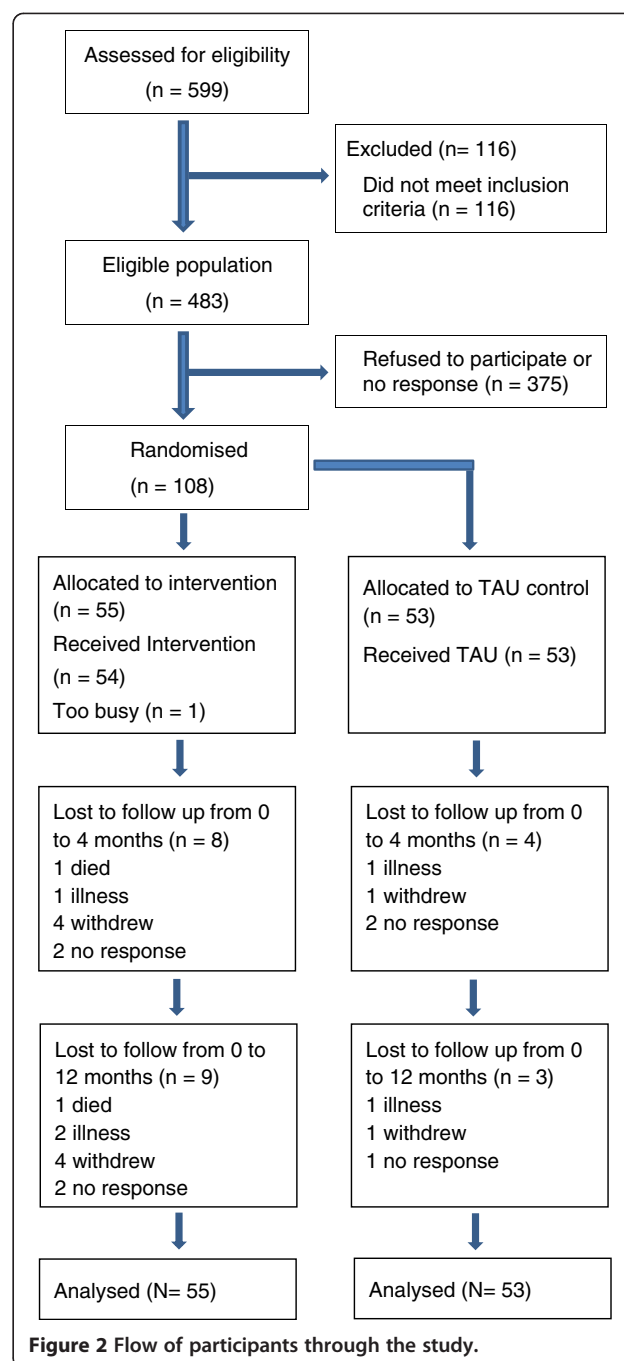 Assessed for eligibility
(n = 599)
Excluded (n= 116)
Did not meet inclusion
criteria (n = 116)
Eligible population
(n = 483)
Refused to participate or
no response (n = 375)
Randomised
(n = 108)
Allocated to intervention
(n = 55)
Received Intervention
(n = 54)
Too busy (n = 1)
Allocated to TAU control
(n = 53)
Received TAU (n = 53)
Lost to follow up from 0
to 4 months (n = 8)
1 died
1 illness
4 withdrew
2 no response
Lost to follow up from 0
to 4 months (n = 4)
1 illness
1 withdrew
2 no response
Lost to follow from 0 to
12 months (n = 9)
1 died
2 illness
4 withdrew
2 no response
Lost to follow up from 0
to 12 months (n = 3)
1 illness
1 withdrew
1 no response
Analysed (N= 55)
Analysed (N= 53)
Figure 2 Flow of participants through the study.